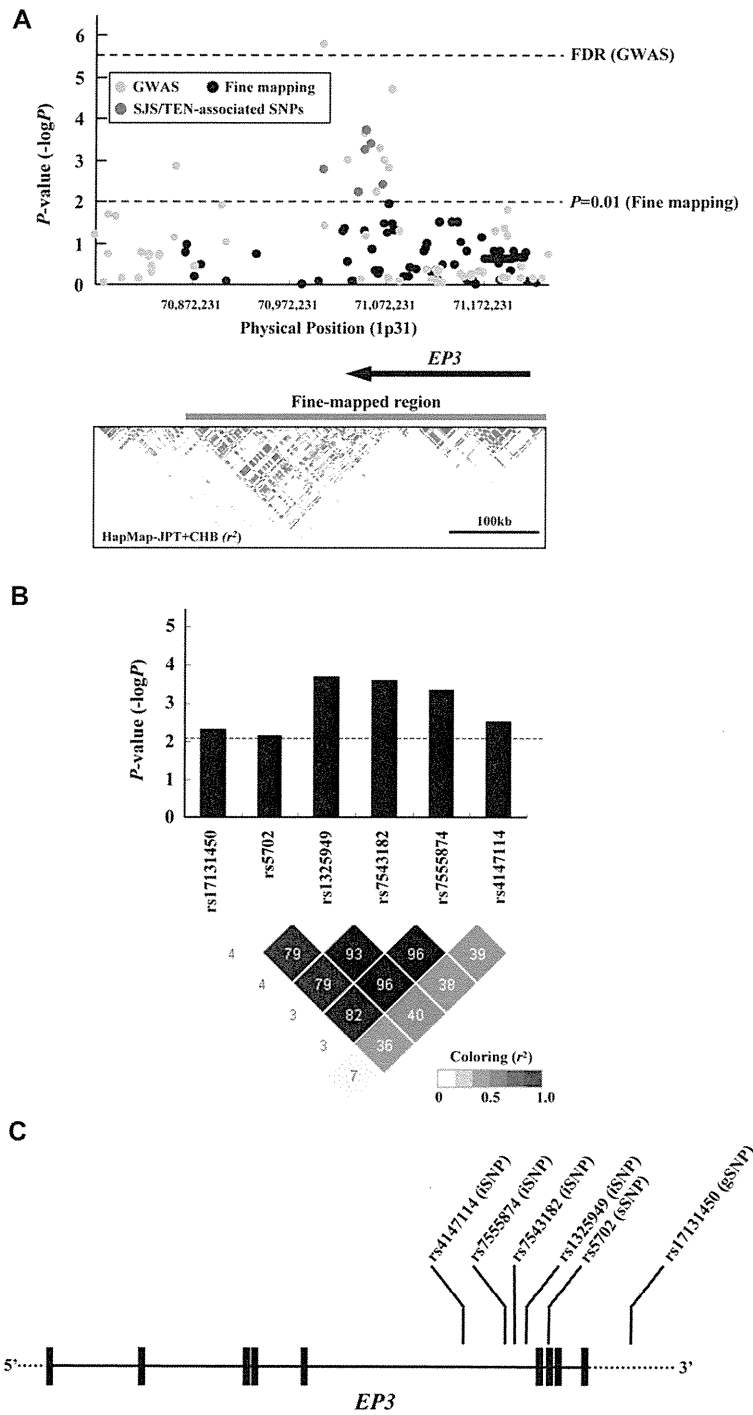 A
P-value (-logP)
6
5
4
3
2
1
0
FDR (GWAS)
GWAS
Fine mapping
SJS/TEN-associated SNPs
P=0.01 (Fine mapping)
70,872,231
70,972,231
71,072,231
71,172,231
Physical Position (1p31)
EP3
Fine-mapped region
HapMap-JPT+CHB (r²)
100kb
B
P-value (-logP)
5
4
3
2
1
0
rs17131450
rs5702
rs1325949
rs7543182
rs7555874
rs4147114
4 79 93 96 39
4 79 96 38
3 82 40
3 36
7
Coloring (r²)
0 0.5 1.0
C
rs4147114 (iSNP)
rs7555874 (iSNP)
rs7543182 (iSNP)
rs1325949 (iSNP)
rs5702 (sSNP)
rs17131450 (gSNP)
5'
3'
EP3